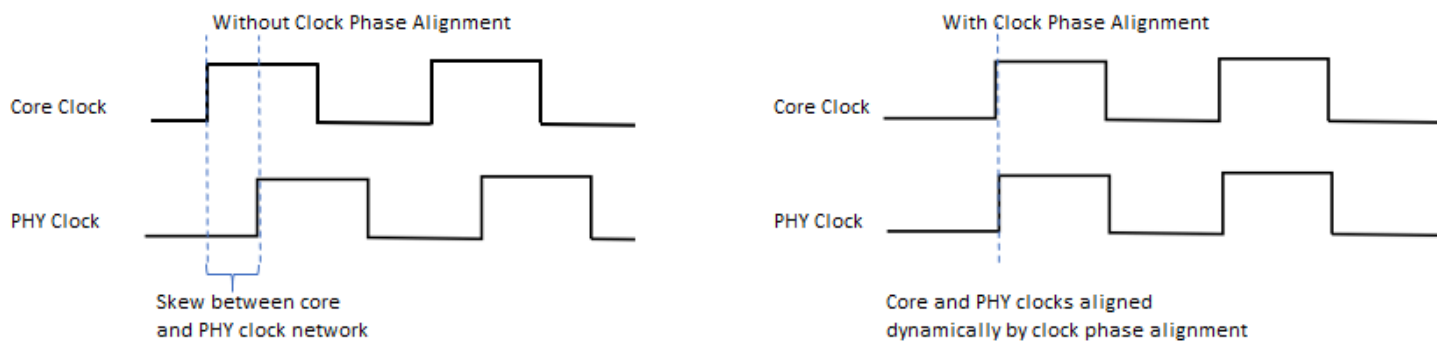 Without Clock Phase Alignment
Core Clock
PHY Clock
Skew between core
and PHY clock network
With Clock Phase Alignment
Core Clock
PHY Clock
Core and PHY clocks aligned
dynamically by clock phase alignment